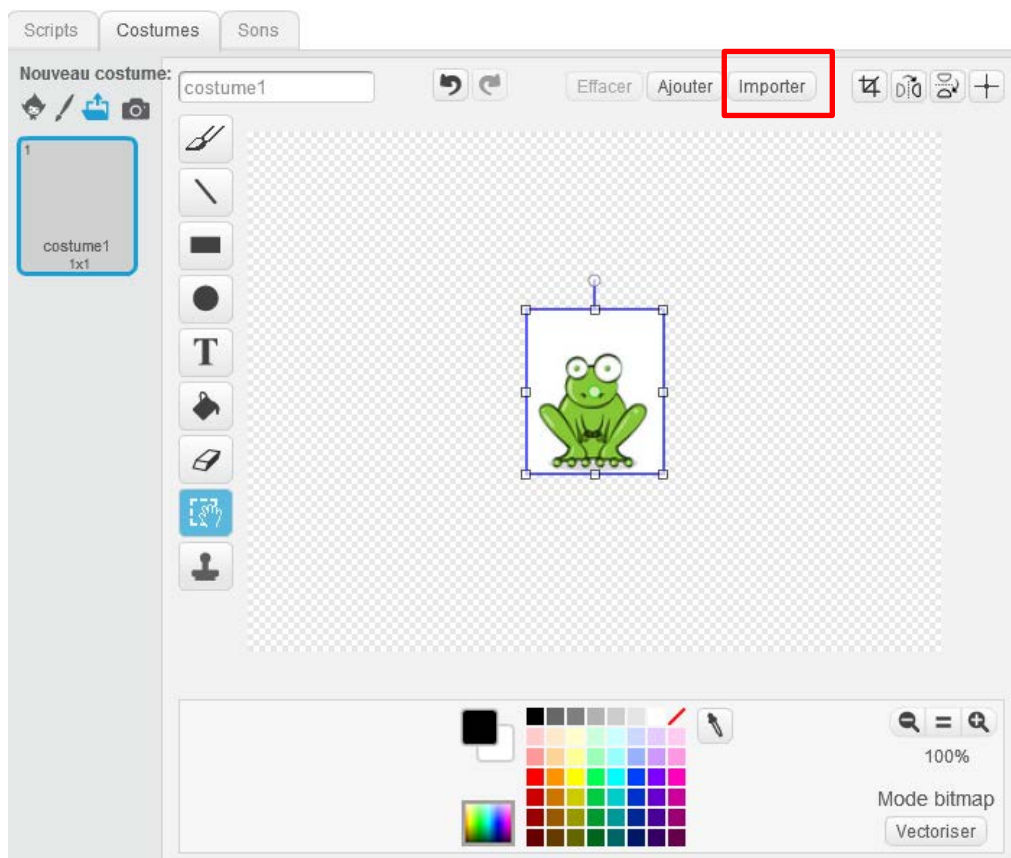 Scripts
Costumes
Sons
Nouveau costume:
costume1
Effacer
Ajouter
Importer
1
costume1
1x1
T
100%
Mode bitmap
Vectoriser